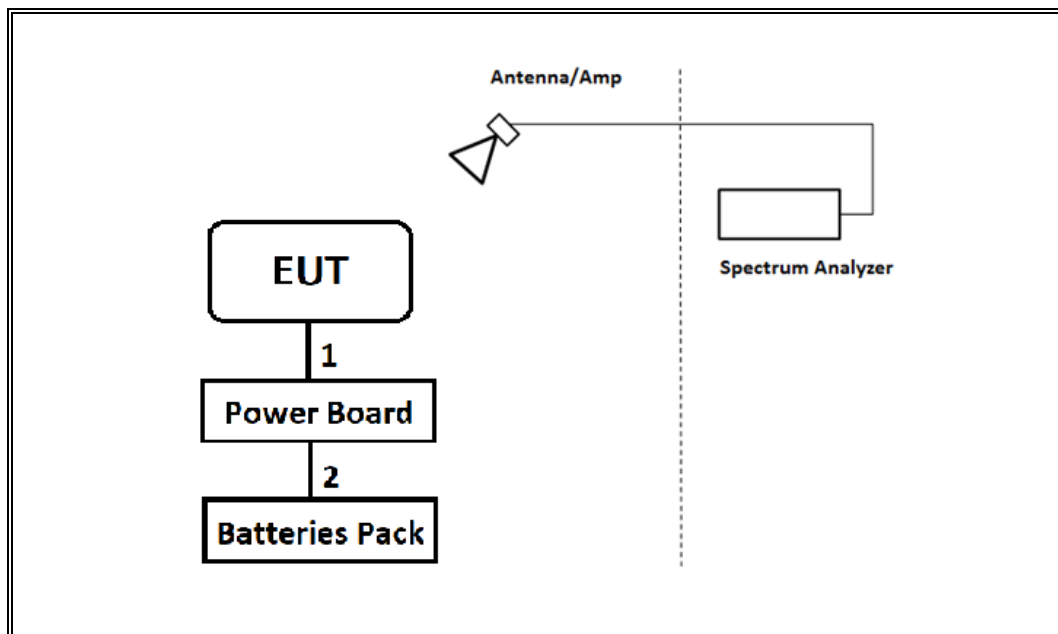 Antenna/Amp
Spectrum Analyzer
EUT
1
Power Board
2
Batteries Pack